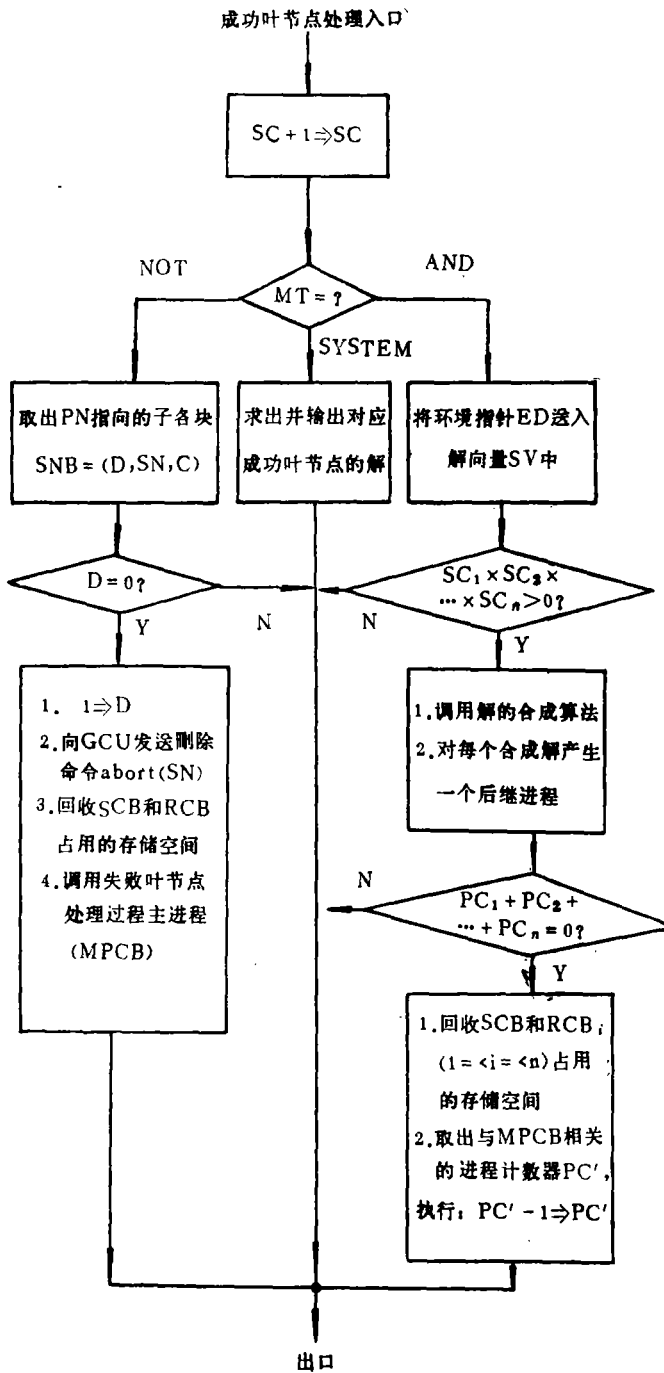 成功叶节点处理入口
SC + 1⇒SC
NOT
AND
MT = ?
SYSTEM
取出PN指向的子各块
SNB = (D,SN,C)
求出并输出对应
成功叶节点的解
将环境指针ED送入
解向量SV中
D = 0?
N
Y
SC₁ × SC₂ ×
… × SCₙ>0?
N
Y
1. 1⇒D
2.向GCU发送删除
命令abort(SN)
3.回收SCB和RCB
占用的存储空间
4.调用失败叶节点
处理过程主进程
(MPCB)
1.调用解的合成算法
2.对每个合成解产生
一个后继进程
N
PC₁ + PC₂ +
… + PCₙ = 0?
Y
1.回收SCB和RCBᵢ
(1 = <i = <n)占用
的存储空间
2.取出与MPCB相关
的进程计数器PC′,
执行: PC′ - 1⇒PC′
出口